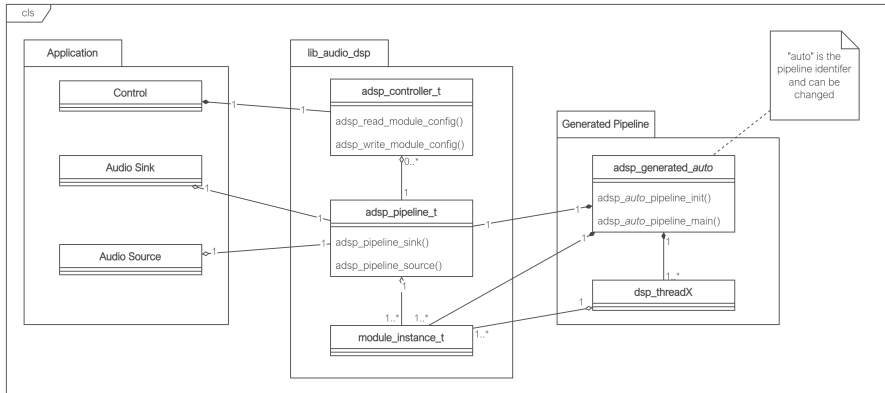 cls
Application
lib_audio_dsp
"auto" is the
pipeline identifer
and can be
changed
Control
adsp_controller_t
1
1
adsp_read_module_config()
adsp_write_module_config()
Generated Pipeline
0..*
Audio Sink
adsp_generated_auto
1
1
adsp_pipeline_t
adsp_auto_pipeline_init()
1
1
1
adsp_auto_pipeline_main()
Audio Source
adsp_pipeline_sink()
1
1
1
1
adsp_pipeline_source()
1
1..*
dsp_threadX
1..*
1..*
1
module_instance_t
1..*